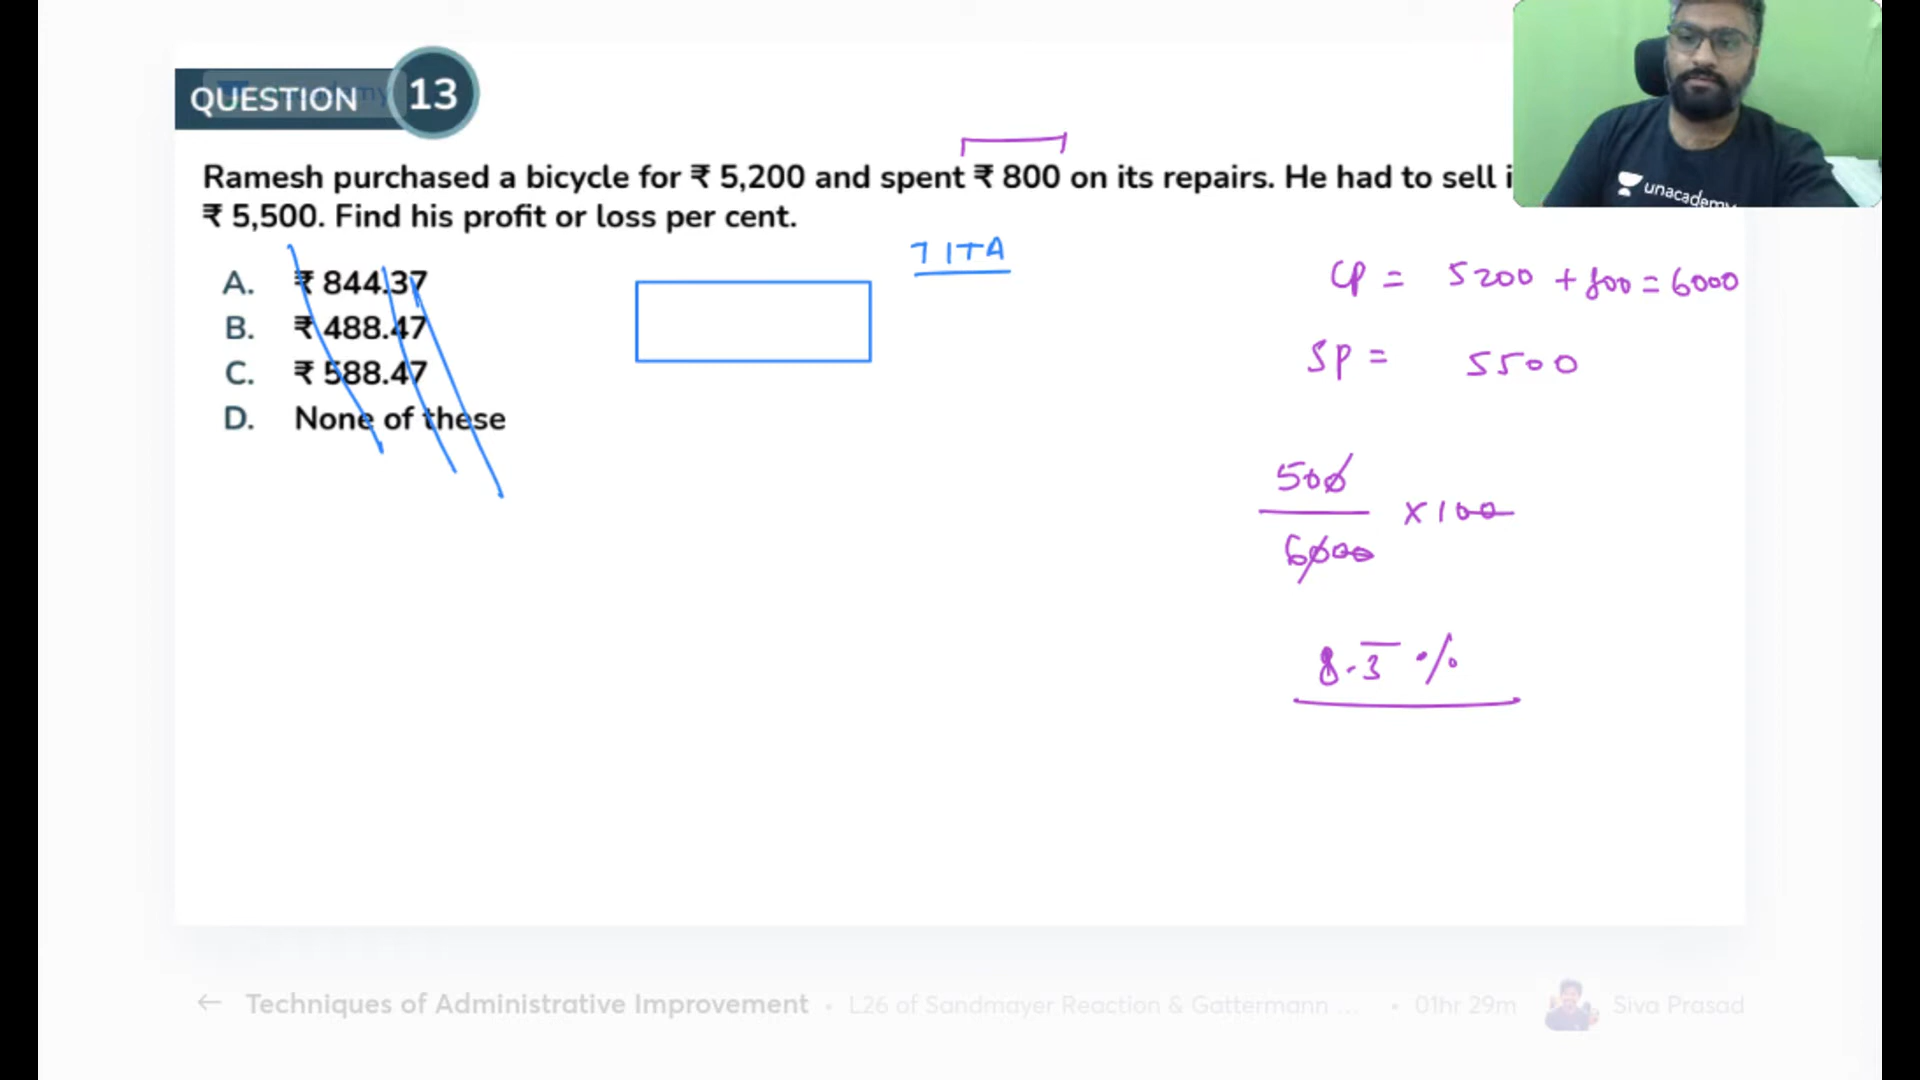 QUESTION 13
Ramesh purchased a bicycle for ₹ 5,200 and spent ₹ 800 on its repairs. He had to sell i
₹ 5,500. Find his profit or loss per cent.
A. ₹ 844.37
B. ₹ 488.47
C. ₹ 588.47
D. None of these
TITA
CP = 5200 + 800 = 6000
SP = 5500
500
6000
× 100
8.3̅ %
unacademy
← Techniques of Administrative Improvement • L26 of Sandmayer Reaction & Gattermann ... • 01hr 29m Siva Prasad